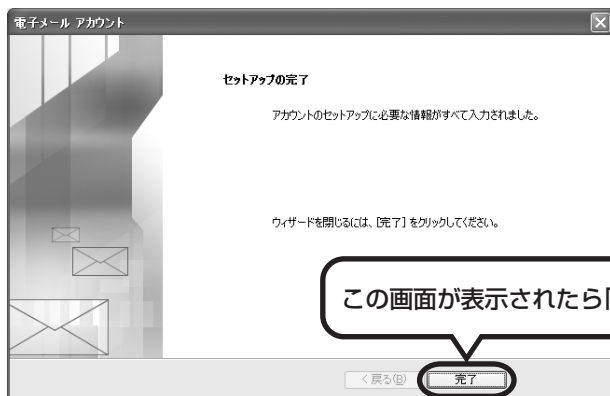 電子メール アカウント
セットアップの完了
アカウントのセットアップに必要な情報がすべて入力されました。
ウィザードを閉じるには、[完了] をクリックしてください。
この画面が表示されたら「
< 戻る(B)
完了